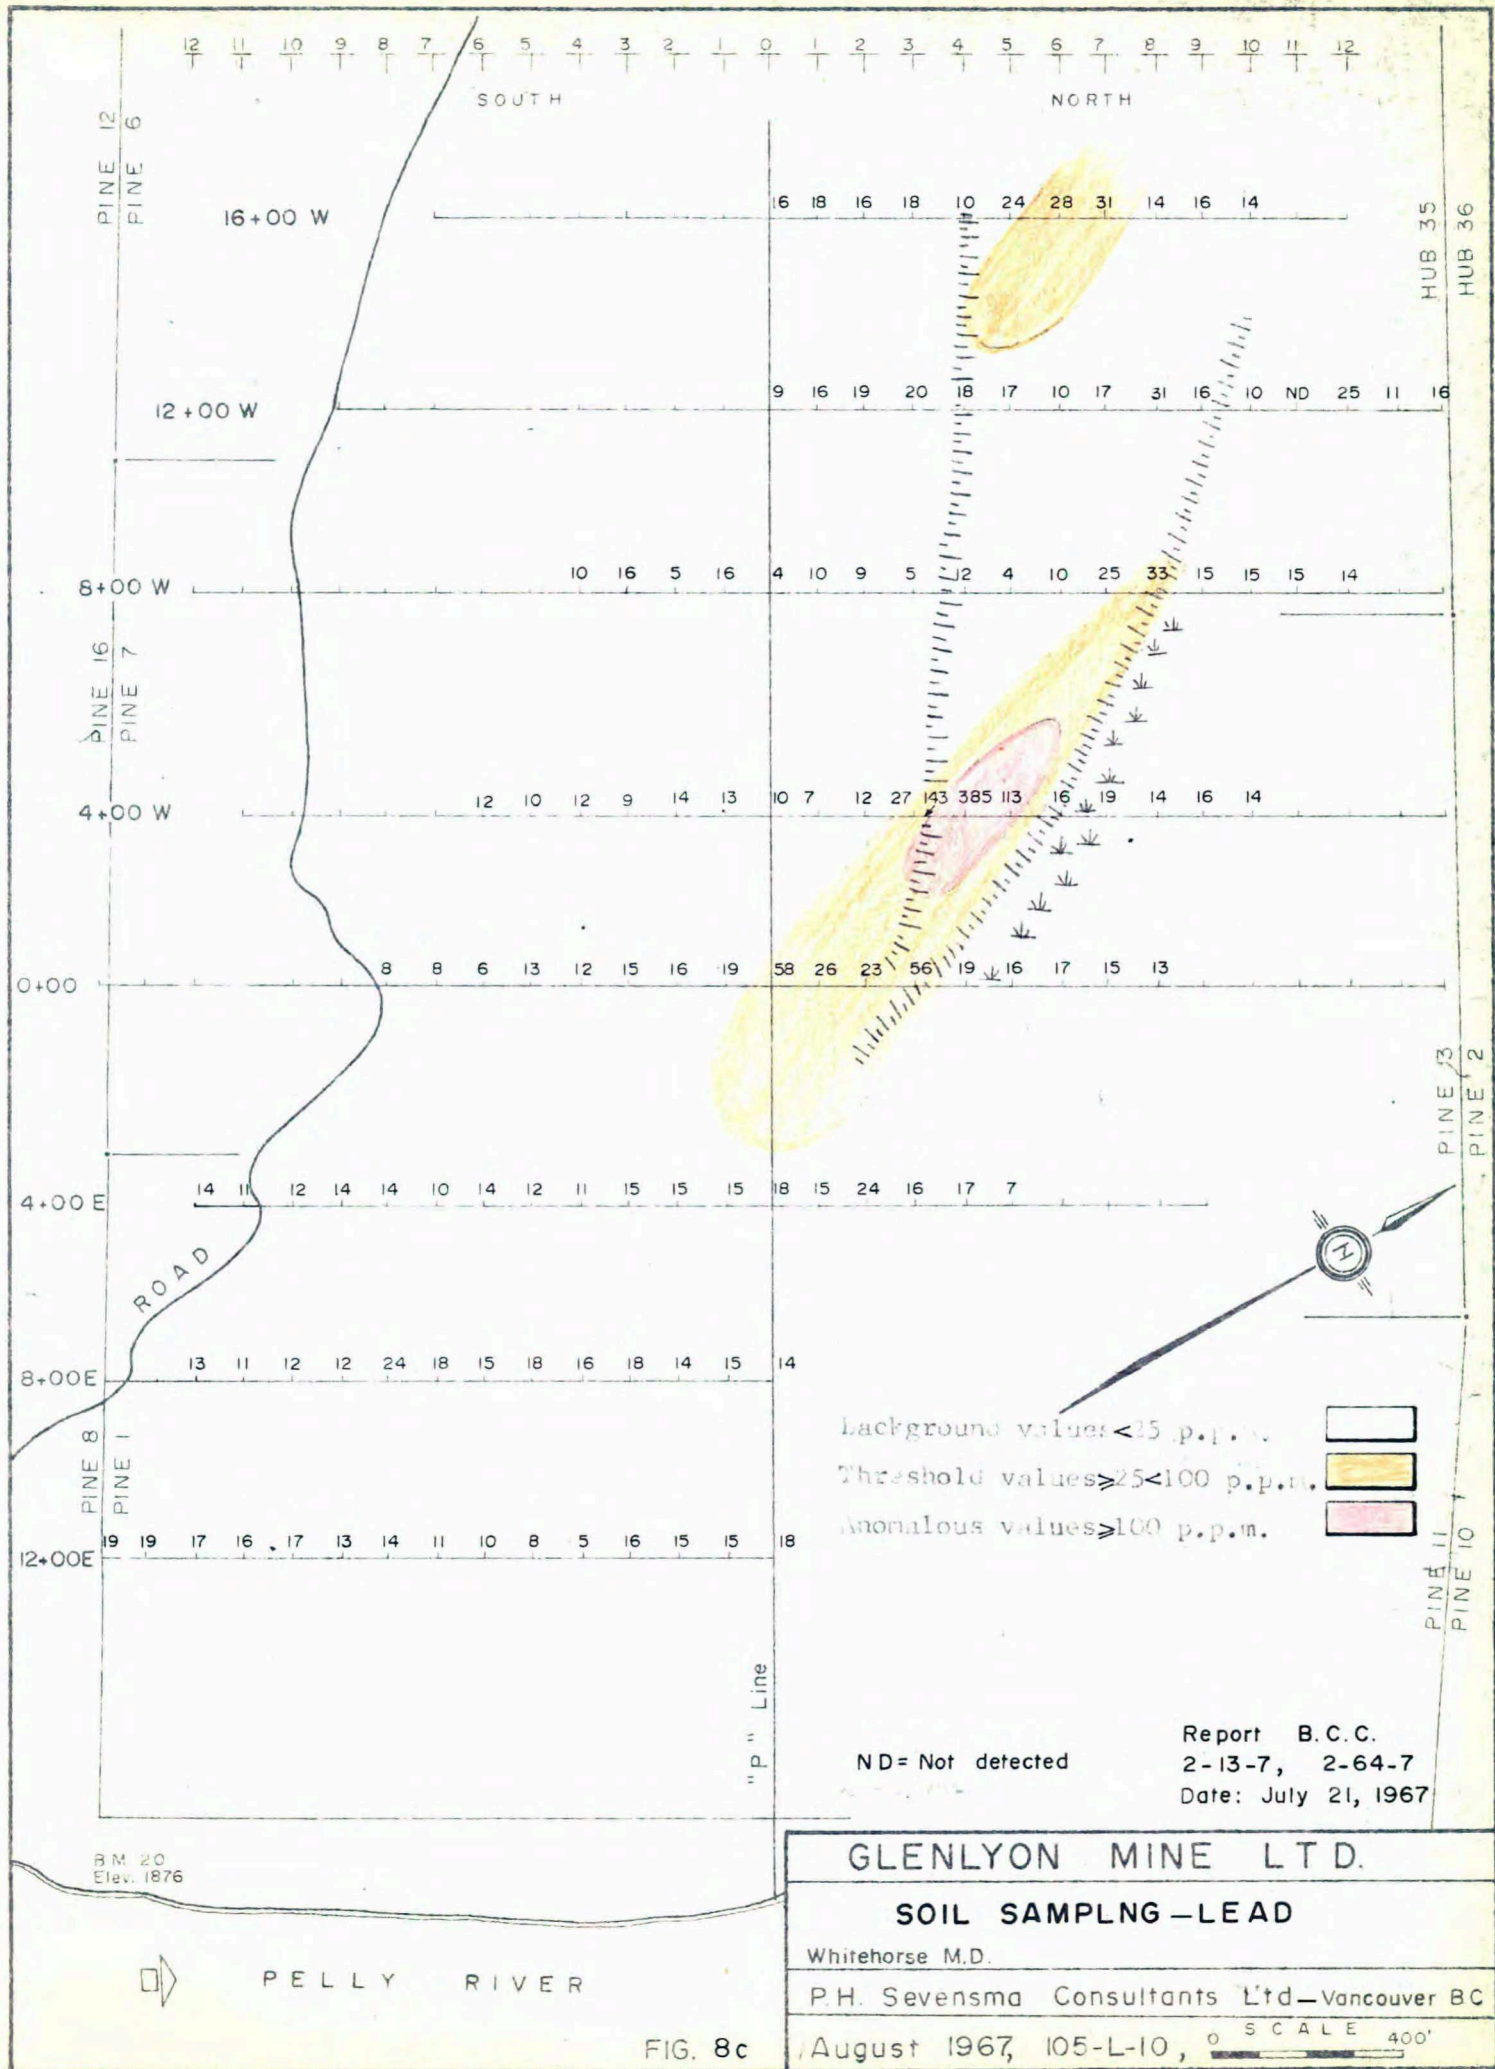 12 11 10 9 8 7 6 5 4 3 2 1 0 1 2 3 4 5 6 7 8 9 10 11 12
SOUTH NORTH
PINE 12
PINE 6
HUB 35
HUB 36
16 18 16 18 10 24 28 31 14 16 14
16+00 W
9 16 19 20 18 17 10 17 31 16 10 ND 25 11 16
12+00 W
10 16 5 16 4 10 9 5 12 4 10 25 33 15 15 15 14
8+00 W
PINE 16
PINE 7
12 10 12 9 14 13 10 7 12 27 143 385 113 16 19 14 16 14
4+00 W
8 8 6 13 12 15 16 19 58 26 23 56 19 16 17 15 13
0+00
PINE 13
PINE 2
14 11 12 14 14 10 14 12 11 15 15 15 18 15 24 16 17 7
4+00 E
ROAD
N
13 11 12 12 24 18 15 18 16 18 14 15 14
8+00E
PINE 8
PINE 1
Background values <25 p.p.m.
Threshold values ≥25<100 p.p.m.
Anomalous values ≥100 p.p.m.
PINE 11
PINE 10
19 19 17 16 17 13 14 11 10 8 5 16 15 15 18
12+00E
"P" Line
ND = Not detected
Report B.C.C.
2-13-7, 2-64-7
Date: July 21, 1967
B.M. 20
Elev. 1876
PELLY RIVER
FIG. 8c
GLENLYON MINE LTD.
SOIL SAMPLNG — LEAD
Whitehorse M.D.
P.H. Sevensma Consultants Ltd — Vancouver BC
August 1967, 105-L-10, 0 SCALE 400'